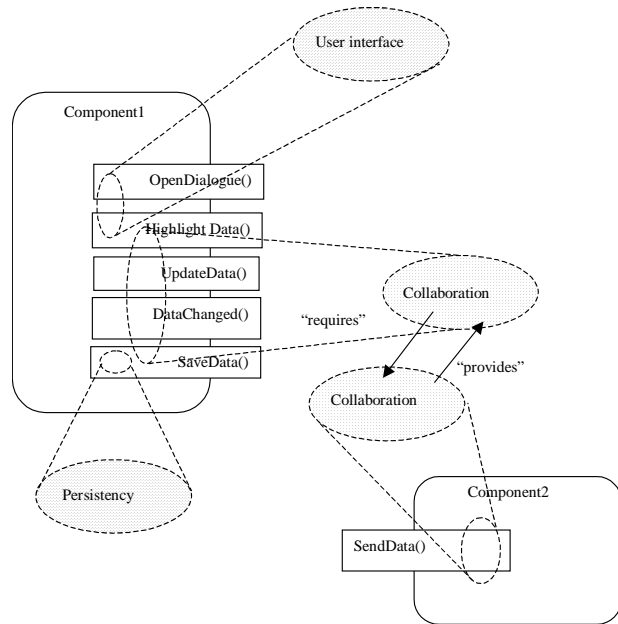 User interface
Component1
OpenDialogue()
Highlight Data()
UpdateData()
Collaboration
DataChanged()
“requires”
SaveData()
“provides”
Collaboration
Persistency
Component2
SendData()